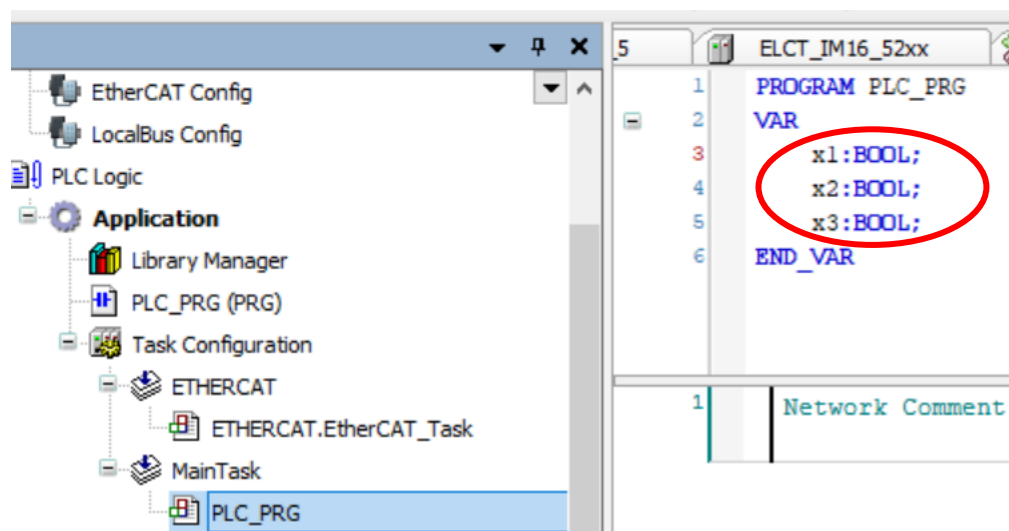 EtherCAT Config
LocalBus Config
PLC Logic
Application
Library Manager
PLC_PRG (PRG)
Task Configuration
ETHERCAT
ETHERCAT.EtherCAT_Task
MainTask
PLC_PRG
_5
ELCT_IM16_52xx
1 PROGRAM PLC_PRG
2 VAR
3 x1:BOOL;
4 x2:BOOL;
5 x3:BOOL;
6 END_VAR
1 Network Comment